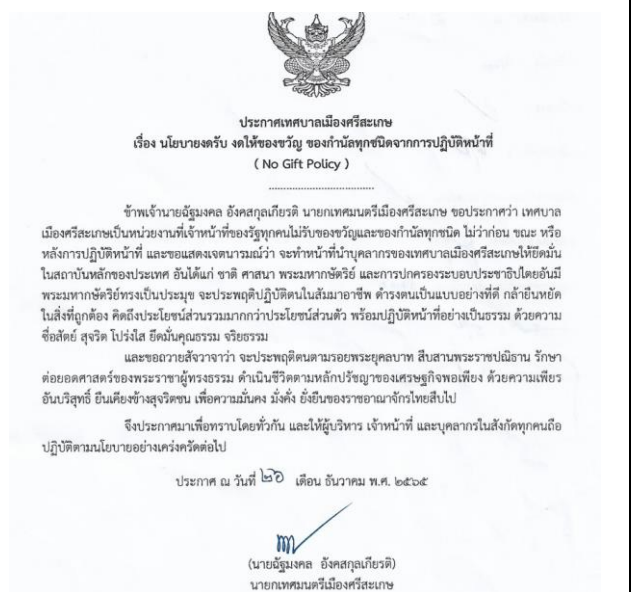 ประกาศเทศบาลเมืองศรีสะเกษ
เรื่อง นโยบายงดรับ งดให้ของขวัญ ของกำนัลทุกชนิดจากการปฏิบัติหน้าที่
( No Gift Policy )
ข้าพเจ้านายฉัฐมงคล อังคสกุลเกียรติ นายกเทศมนตรีเมืองศรีสะเกษ ขอประกาศว่า เทศบาล
เมืองศรีสะเกษเป็นหน่วยงานที่เจ้าหน้าที่ของรัฐทุกคนไม่รับของขวัญและของกำนัลทุกชนิด ไม่ว่าก่อน ขณะ หรือ
หลังการปฏิบัติหน้าที่ และขอแสดงเจตนารมณ์ว่า จะทำหน้าที่นำบุคลากรของเทศบาลเมืองศรีสะเกษให้ยึดมั่น
ในสถาบันหลักของประเทศ อันได้แก่ ชาติ ศาสนา พระมหากษัตริย์ และการปกครองระบอบประชาธิปไตยอันมี
พระมหากษัตริย์ทรงเป็นประมุข จะประพฤติปฏิบัติตนในสัมมาอาชีพ ดำรงตนเป็นแบบอย่างที่ดี กล้ายืนหยัด
ในสิ่งที่ถูกต้อง คิดถึงประโยชน์ส่วนรวมมากกว่าประโยชน์ส่วนตัว พร้อมปฏิบัติหน้าที่อย่างเป็นธรรม ด้วยความ
ซื่อสัตย์ สุจริต โปร่งใส ยึดมั่นคุณธรรม จริยธรรม
และขอถวายสัจวาจาว่า จะประพฤติตนตามรอยพระยุคลบาท สืบสานพระราชปณิธาน รักษา
ต่อยอดศาสตร์ของพระราชาผู้ทรงธรรม ดำเนินชีวิตตามหลักปรัชญาของเศรษฐกิจพอเพียง ด้วยความเพียร
อันบริสุทธิ์ ยืนเคียงข้างสุจริตชน เพื่อความมั่นคง มั่งคั่ง ยั่งยืนของราชอาณาจักรไทยสืบไป
จึงประกาศมาเพื่อทราบโดยทั่วกัน และให้ผู้บริหาร เจ้าหน้าที่ และบุคลากรในสังกัดทุกคนถือ
ปฏิบัติตามนโยบายอย่างเคร่งครัดต่อไป
ประกาศ ณ วันที่ ๒๖ เดือน ธันวาคม พ.ศ. ๒๕๖๕
(นายฉัฐมงคล อังคสกุลเกียรติ)
นายกเทศมนตรีเมืองศรีสะเกษ